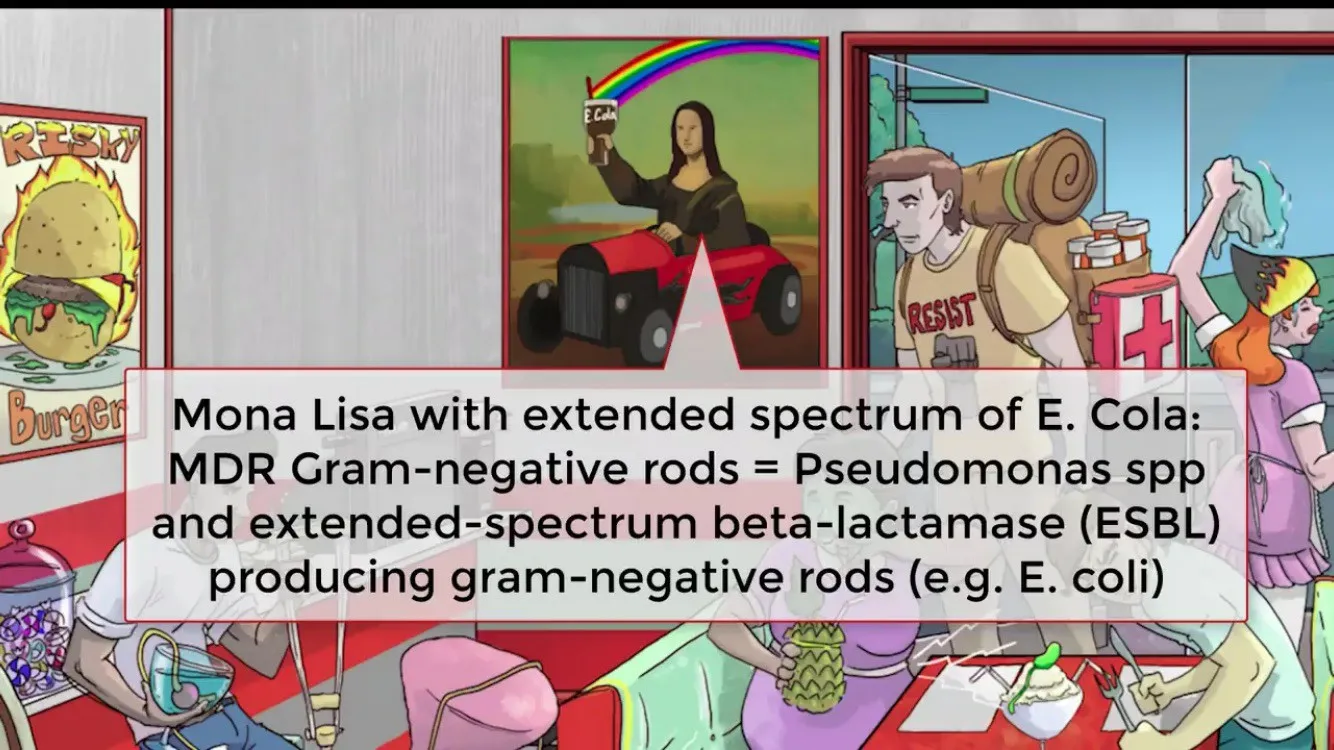 RISKY
Burger
E.Cola
RESIST
Mona Lisa with extended spectrum of E. Cola:
MDR Gram-negative rods = Pseudomonas spp
and extended-spectrum beta-lactamase (ESBL)
producing gram-negative rods (e.g. E. coli)